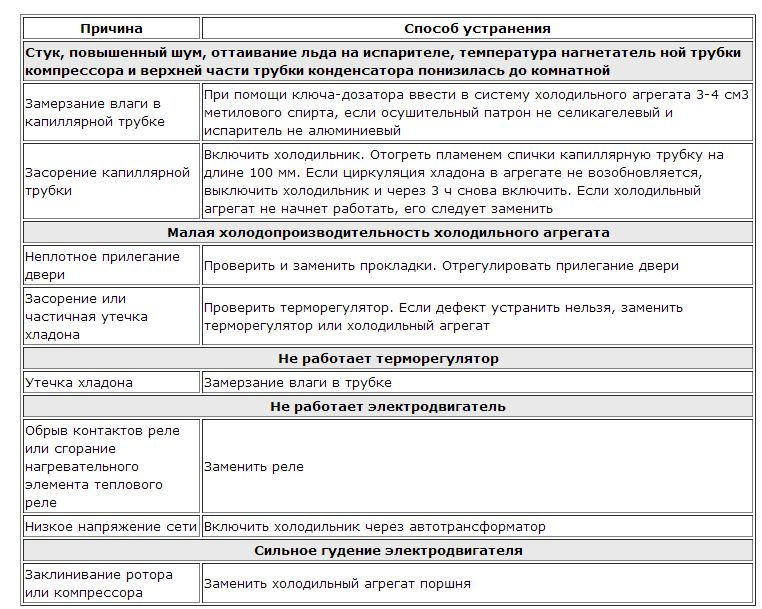 Причина
Способ устранения
Стук, повышенный шум, оттаивание льда на испарителе, температура нагнетатель ной трубки
компрессора и верхней части трубки конденсатора понизилась до комнатной
Замерзание влаги в
капиллярной трубке
При помощи ключа-дозатора ввести в систему холодильного агрегата 3-4 см3
метилового спирта, если осушительный патрон не селикагелевый и
испаритель не алюминиевый
Засорение капиллярной
трубки
Включить холодильник. Отогреть пламенем спички капиллярную трубку на
длине 100 мм. Если циркуляция хладона в агрегате не возобновляется,
выключить холодильник и через 3 ч снова включить. Если холодильный
агрегат не начнет работать, его следует заменить
Малая холодопроизводительность холодильного агрегата
Неплотное прилегание
двери
Проверить и заменить прокладки. Отрегулировать прилегание двери
Засорение или
частичная утечка
хладона
Проверить терморегулятор. Если дефект устранить нельзя, заменить
терморегулятор или холодильный агрегат
Не работает терморегулятор
Утечка хладона
Замерзание влаги в трубке
Не работает электродвигатель
Обрыв контактов реле
или сгорание
нагревательного
элемента теплового
реле
Заменить реле
Низкое напряжение сети
Включить холодильник через автотрансформатор
Сильное гудение электродвигателя
Заклинивание ротора
или компрессора
Заменить холодильный агрегат поршня